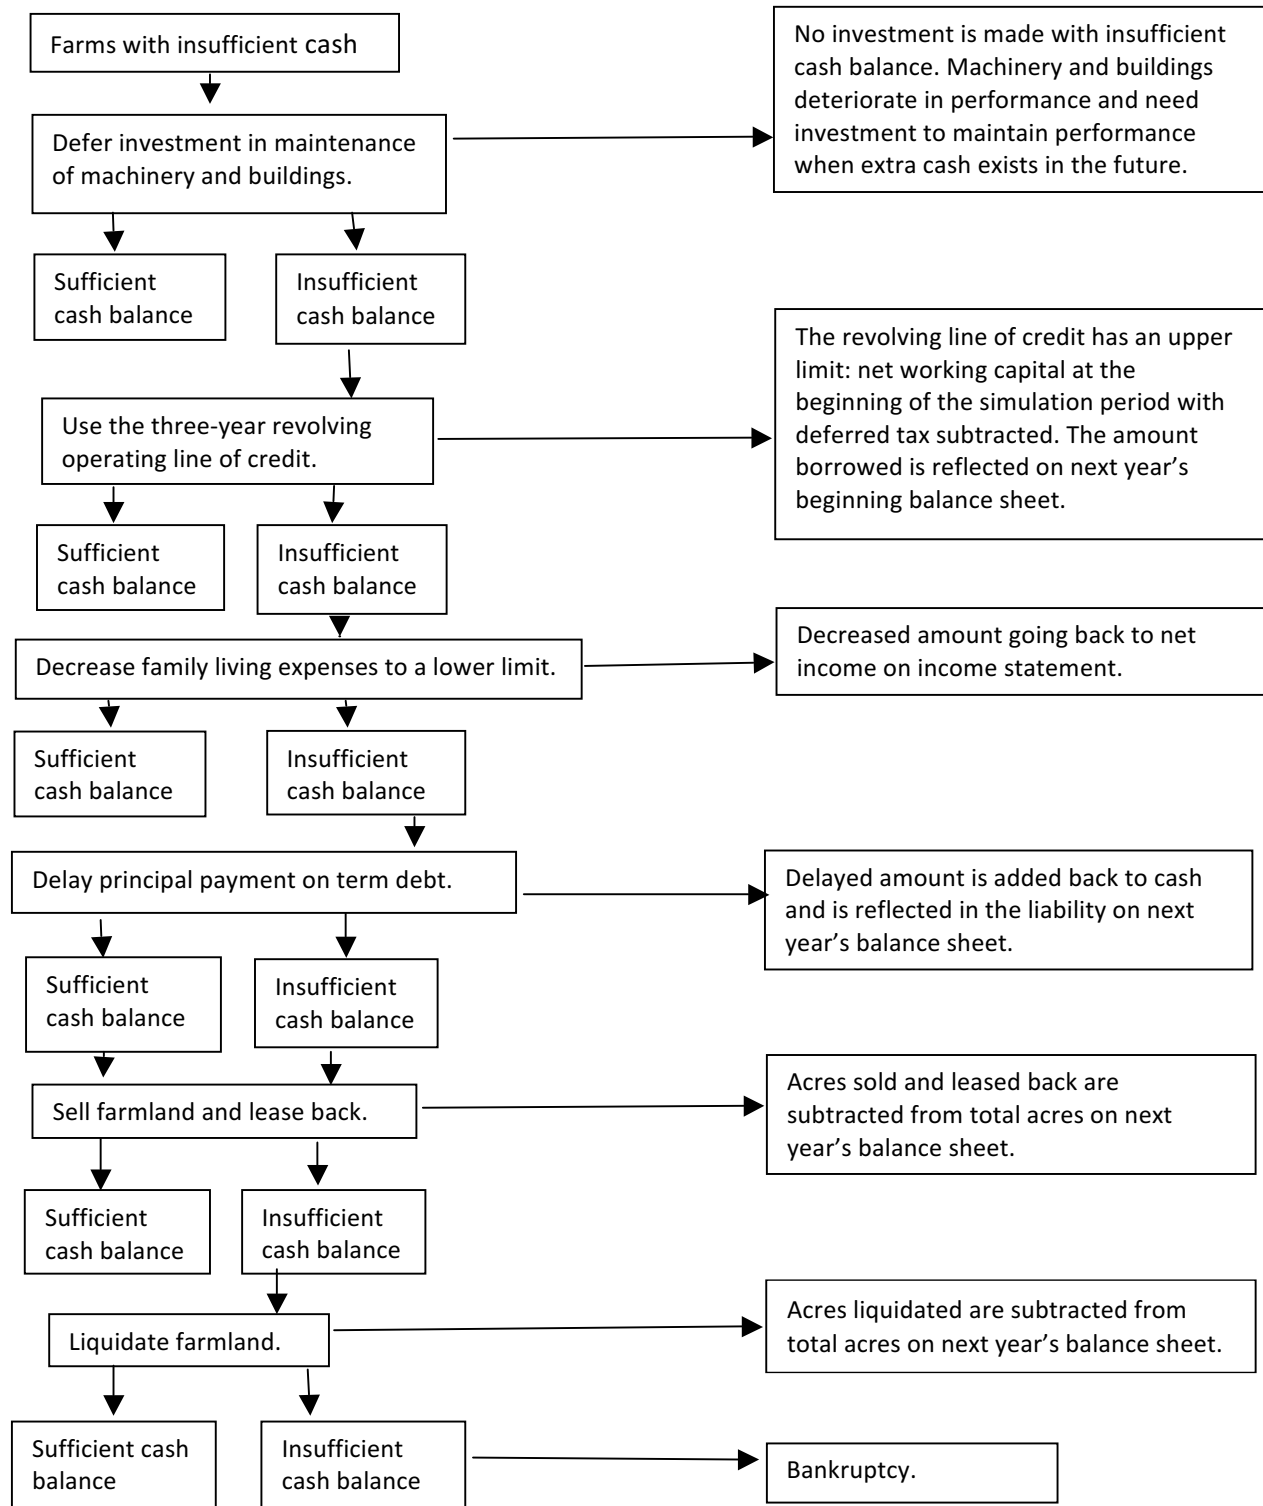 Farms with insufficient cash
No investment is made with insufficient
cash balance. Machinery and buildings
deteriorate in performance and need
investment to maintain performance
when extra cash exists in the future.
Defer investment in maintenance
of machinery and buildings.
Sufficient
cash balance
Insufficient
cash balance
The revolving line of credit has an upper
limit: net working capital at the
beginning of the simulation period with
deferred tax subtracted. The amount
borrowed is reflected on next year’s
beginning balance sheet.
Use the three-year revolving
operating line of credit.
Sufficient
cash balance
Insufficient
cash balance
Decrease family living expenses to a lower limit.
Decreased amount going back to net
income on income statement.
Sufficient
cash balance
Insufficient
cash balance
Delay principal payment on term debt.
Delayed amount is added back to cash
and is reflected in the liability on next
year’s balance sheet.
Sufficient
cash balance
Insufficient
cash balance
Sell farmland and lease back.
Acres sold and leased back are
subtracted from total acres on next
year’s balance sheet.
Sufficient
cash balance
Insufficient
cash balance
Liquidate farmland.
Acres liquidated are subtracted from
total acres on next year’s balance sheet.
Sufficient cash
balance
Insufficient
cash balance
Bankruptcy.